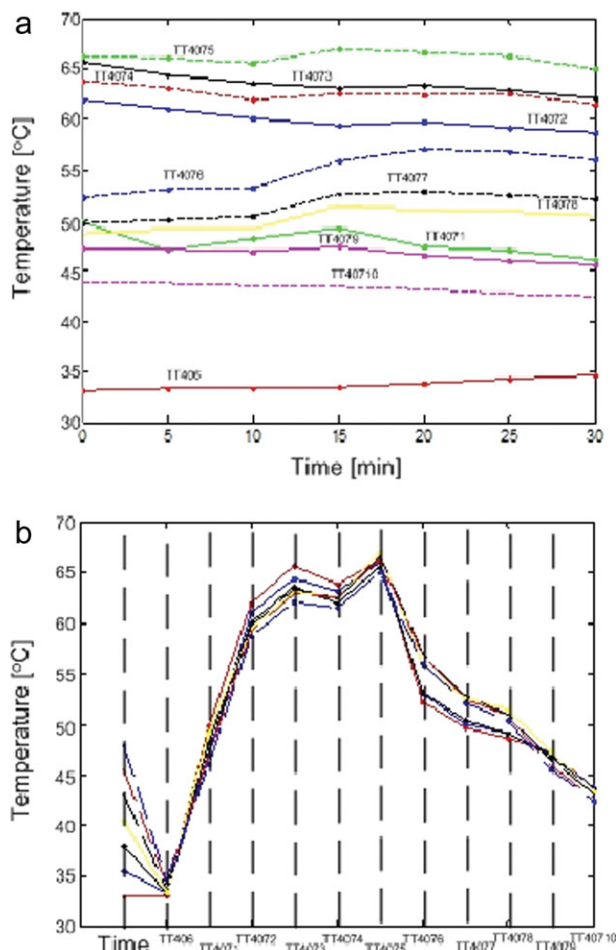 a
70
65
60
55
50
45
40
35
30
Temperature [°C]
TT4075
TT4074
TT4073
TT4072
TT4076
TT4077
TT4078
TT4079
TT4071
TT40710
TT406
0 5 10 15 20 25 30
Time [min]
b
70
65
60
55
50
45
40
35
30
Temperature [°C]
Time
TT406
TT4071
TT4072
TT4073
TT4074
TT4075
TT4076
TT4077
TT4078
TT4079
TT40710